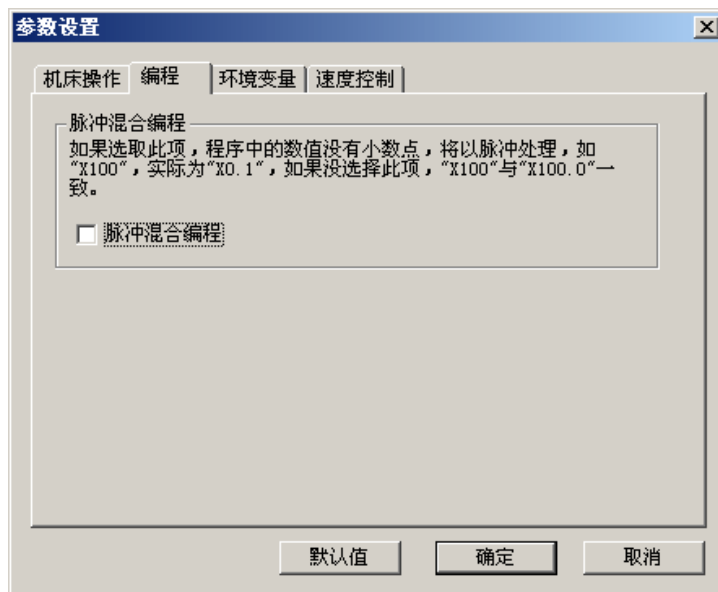 参数设置
机床操作 编程 环境变量 速度控制
脉冲混合编程
如果选取此项，程序中的数值没有小数点，将以脉冲处理，如
“X100”，实际为“X0.1”，如果没选择此项，“X100”与“X100.0”一
致。
脉冲混合编程
默认值 确定 取消